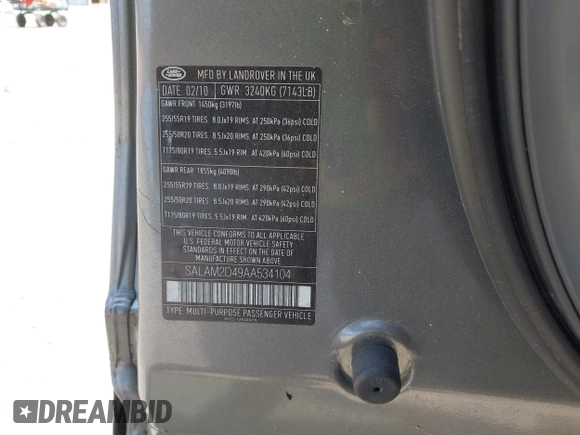 LAND ROVER
MFD BY LANDROVER IN THE UK
DATE 02/10 GWR. 3240KG (7143LB)
GAWR FRONT 1450kg (3197lb)
255/55R19 TIRES. 8.0Jx19 RIMS. AT 250kPa (36psi) COLD
255/50R20 TIRES. 8.5Jx20 RIMS. AT 250kPa (36psi) COLD
T175/80R19 TIRES. 5.5Jx19 RIM. AT 420kPa (60psi) COLD
GAWR REAR 1855kg (4090lb)
255/55R19 TIRES. 8.0Jx19 RIMS. AT 290kPa (42psi) COLD
255/50R20 TIRES. 8.5Jx20 RIMS. AT 290kPa (42psi) COLD
T175/80R19 TIRES. 5.5Jx19 RIM. AT 420kPa (60psi) COLD
THIS VEHICLE CONFORMS TO ALL APPLICABLE
U.S. FEDERAL MOTOR VEHICLE SAFETY
STANDARDS IN EFFECT ON THE DATE OF
MANUFACTURE SHOWN ABOVE.
SALAM2D49AA534104
TYPE: MULTI-PURPOSE PASSENGER VEHICLE
DREAMBID